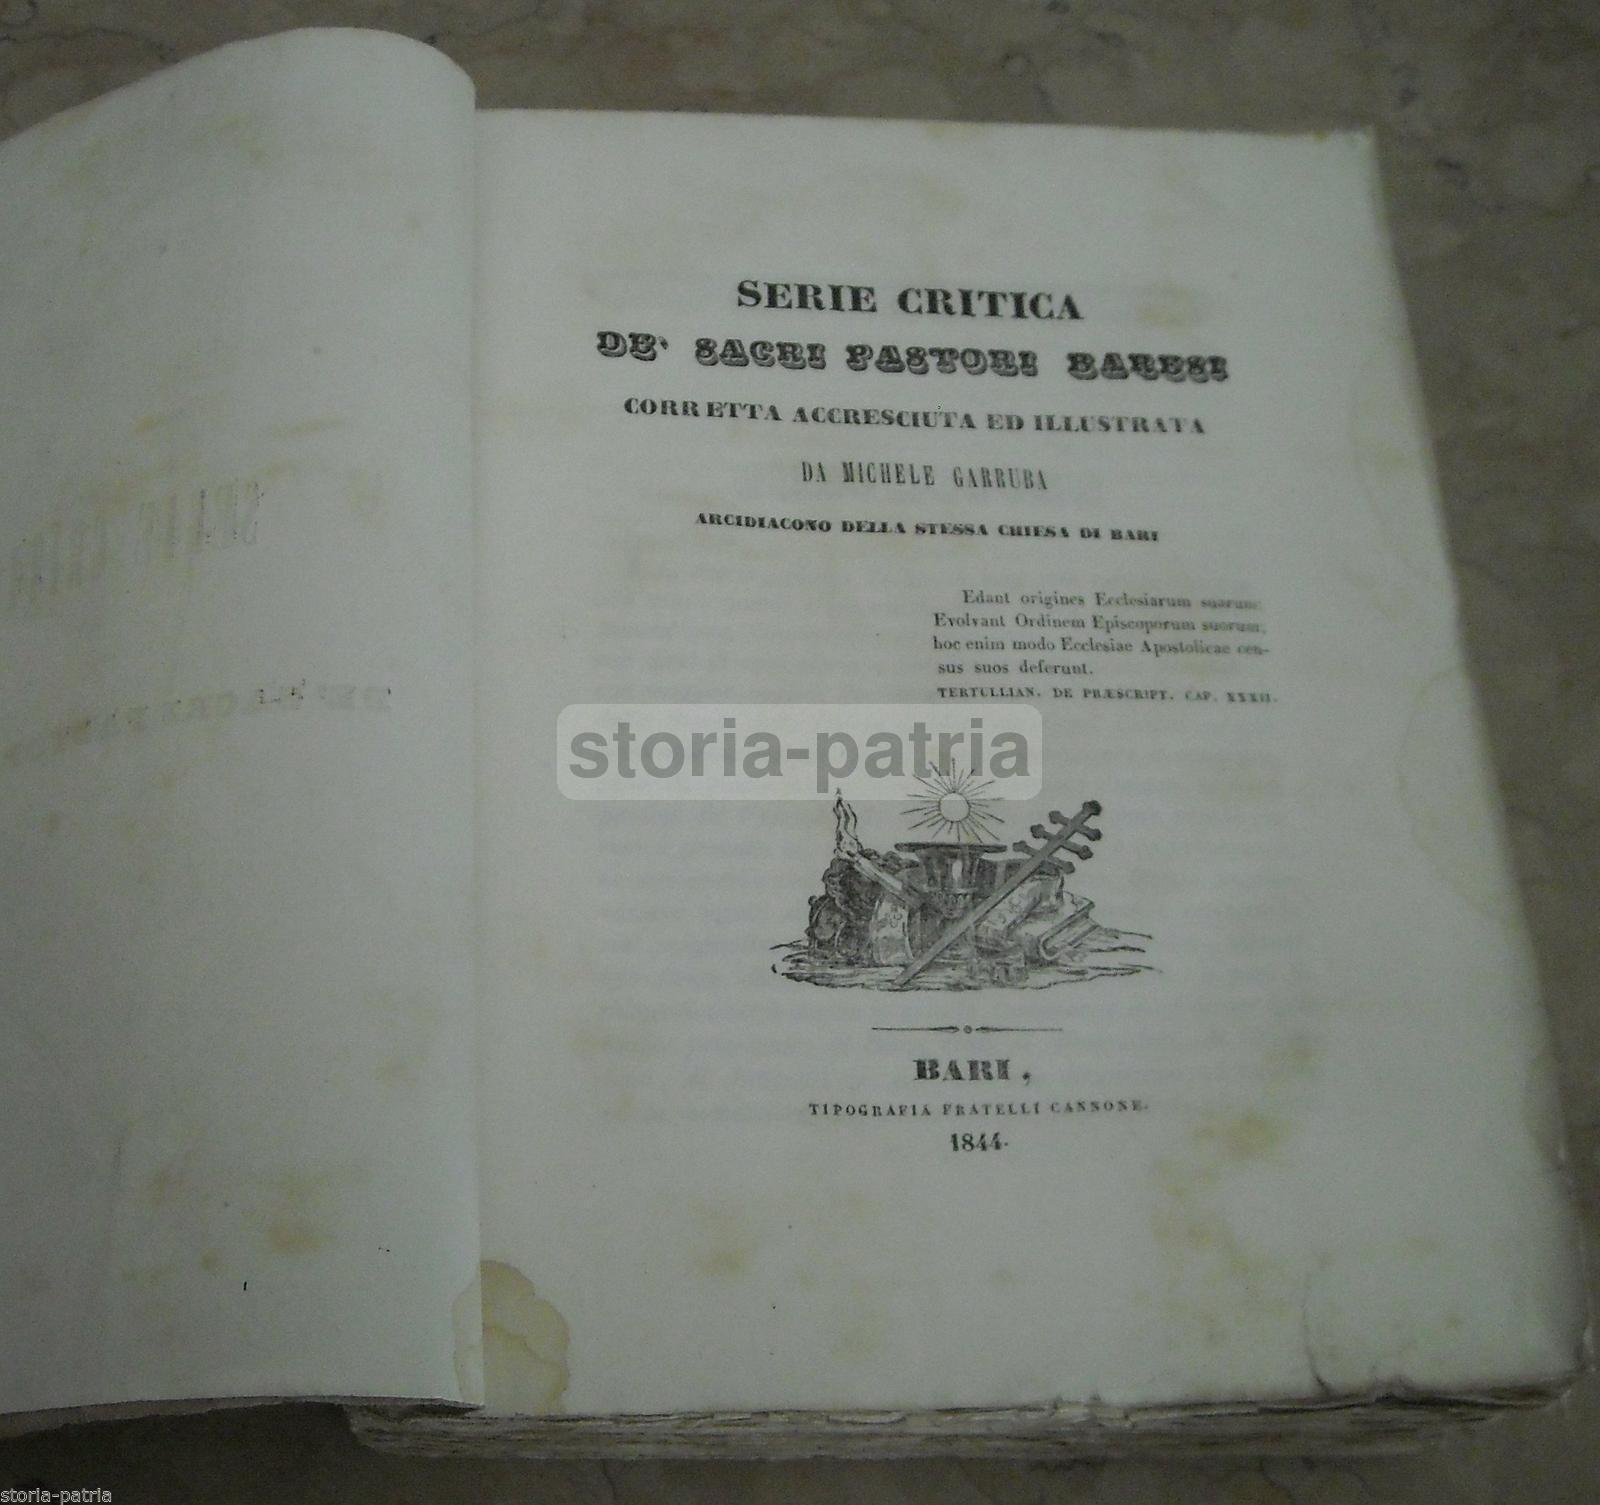 SERIE CRITICA
DE' SACRI PASTORI BARESI
CORRETTA ACCRESCIUTA ED ILLUSTRATA
DA MICHELE GARRUBA
ARCIDIACONO DELLA STESSA CHIESA DI BARI
Edant origines Ecclesiarum suarum;
Evolvant Ordinem Episcoporum suorum;
hoc enim modo Ecclesiae Apostolicae cen-
sus suos deferunt.
TERTULLIAN. DE PRÆSCRIPT. CAP. XXXII.
storia-patria
BARI,
TIPOGRAFIA FRATELLI CANNONE.
1844.
storia-patria